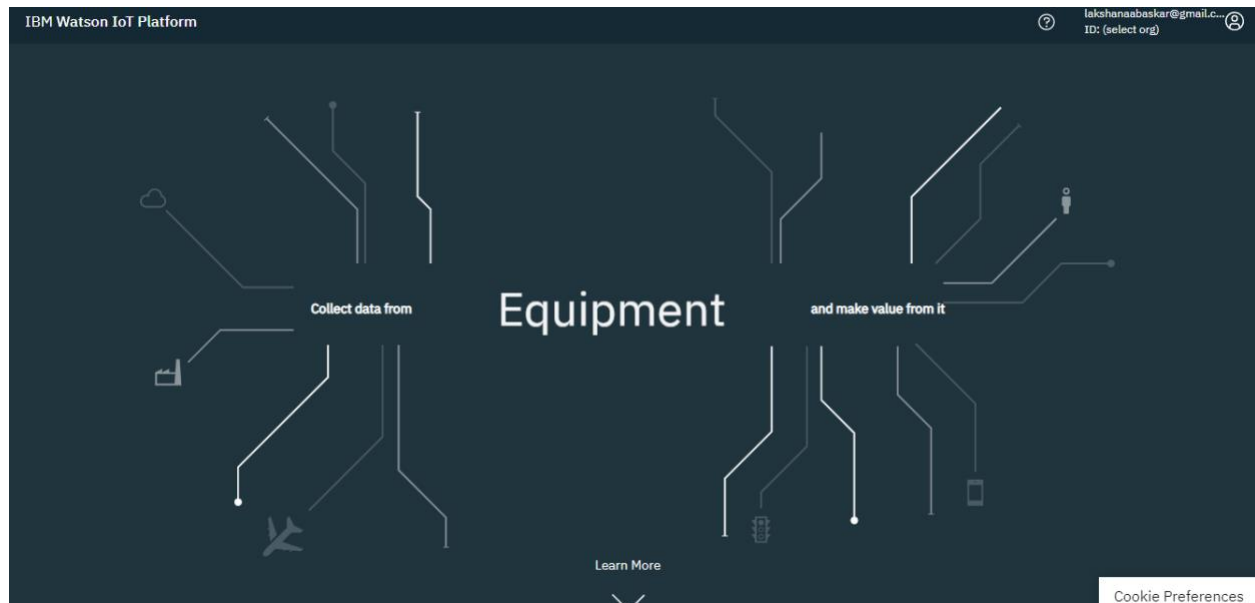 IBM Watson IoT Platform
lakshanaabaskar@gmail.c...
ID: (select org)
Collect data from
Equipment
and make value from it
Learn More
Cookie Preferences